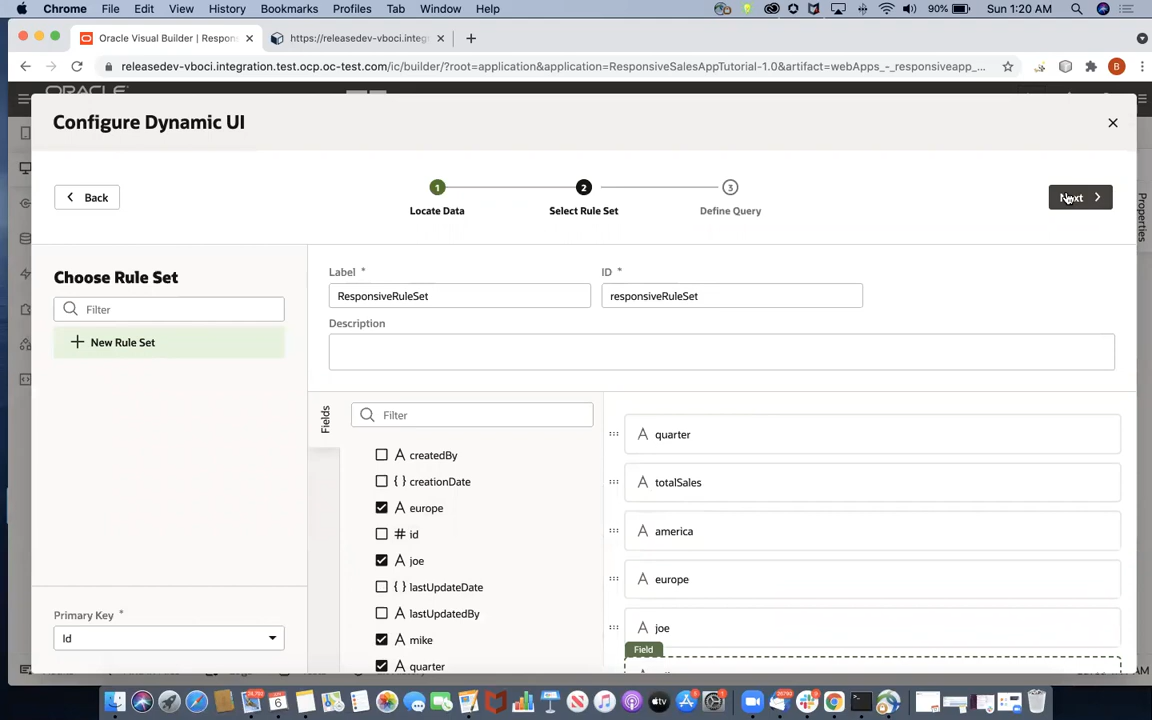 Chrome File Edit View History Bookmarks Profiles Tab Window Help 90% Sun 1:20 AM
Oracle Visual Builder | Respon
https://releasedev-vboci.integ
releasedev-vboci.integration.test.ocp.oc-test.com/ic/builder/?root=application&application=ResponsiveSalesAppTutorial-1.0&artifact=webApps_-_responsiveapp_... B
ORACLE
Configure Dynamic UI
Back
1 2 3
Next
Locate Data Select Rule Set Define Query
Properties
Choose Rule Set
Label * ID *
Filter ResponsiveRuleSet responsiveRuleSet
Description
New Rule Set
Fields
Filter
quarter
createdBy
creationDate
totalSales
europe
america
id
joe
europe
lastUpdateDate
lastUpdatedBy
joe
Primary Key *
Id
mike
Field
quarter